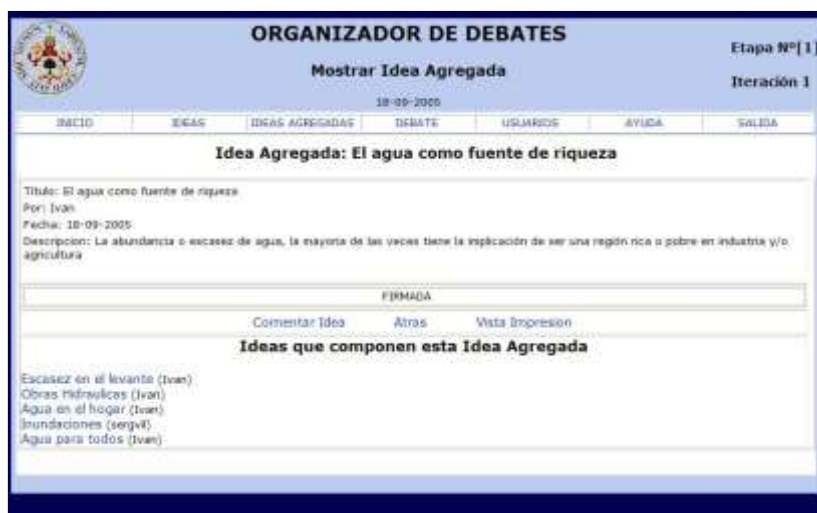 ORGANIZADOR DE DEBATES
Etapa Nº[1]
Mostrar Idea Agregada
Iteración 1
18-09-2005
INICIO IDEAS IDEAS AGREGADAS DEBATE USUARIOS AYUDA SALIDA
Idea Agregada: El agua como fuente de riqueza
Titulo: El agua como fuente de riqueza
Por: Ivan
Fecha: 18-09-2005
Descripcion: La abundancia o escasez de agua, la mayoria de las veces tiene la implicación de ser una región rica o pobre en industria y/o
agricultura
FIRMADA
Comentar Idea Atras Vista Impresion
Ideas que componen esta Idea Agregada
Escasez en el levante (Ivan)
Obras Hidraulicas (Ivan)
Agua en el hogar (Ivan)
Inundaciones (sergvil)
Agua para todos (Ivan)